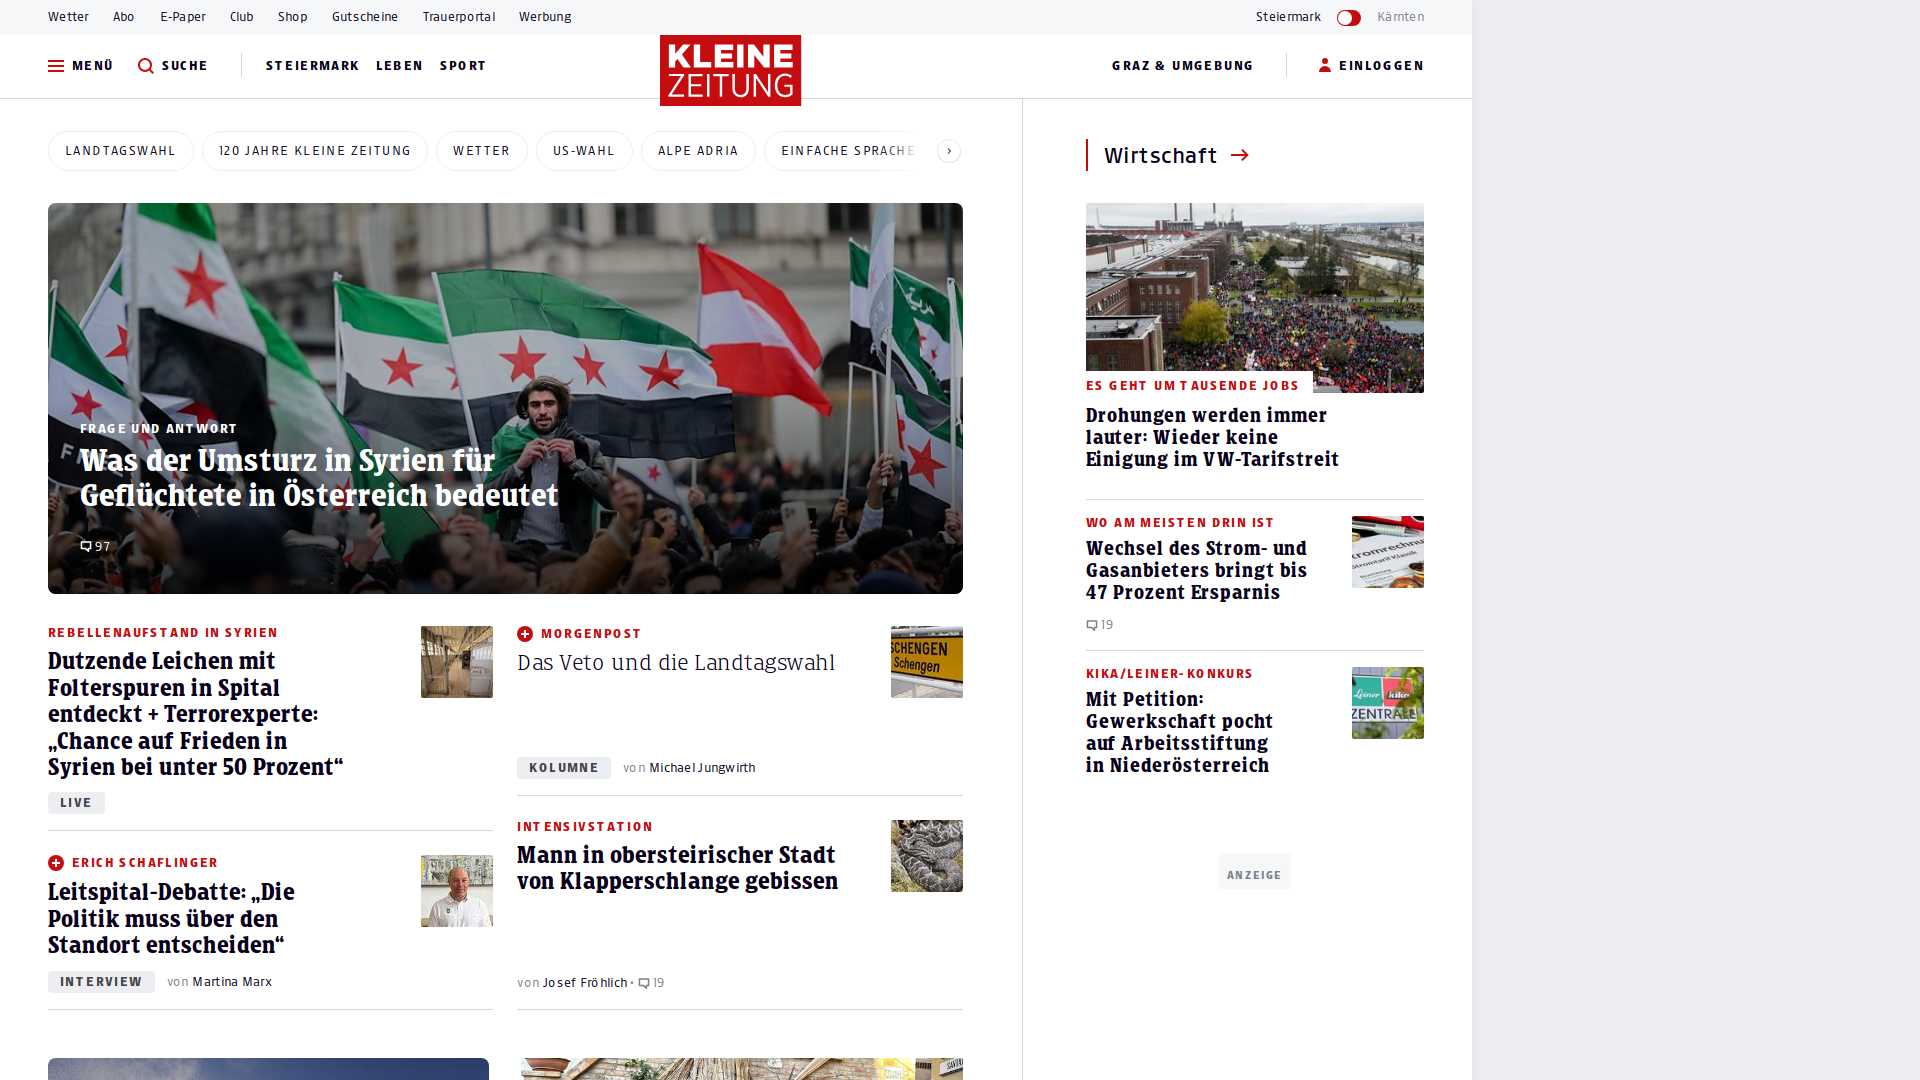 Wetter Abo E-Paper Club Shop Gutscheine Trauerportal Werbung Steiermark Kärnten
MENÜ SUCHE STEIERMARK LEBEN SPORT KLEINE ZEITUNG GRAZ & UMGEBUNG EINLOGGEN
LANDTAGSWAHL 120 JAHRE KLEINE ZEITUNG WETTER US-WAHL ALPE ADRIA EINFACHE SPRACHE
FRAGE UND ANTWORT
Was der Umsturz in Syrien für
Geflüchtete in Österreich bedeutet
97
REBELLENAUFSTAND IN SYRIEN
Dutzende Leichen mit
Folterspuren in Spital
entdeckt + Terrorexperte:
„Chance auf Frieden in
Syrien bei unter 50 Prozent“
LIVE
ERICH SCHAFLINGER
Leitspital-Debatte: „Die
Politik muss über den
Standort entscheiden“
INTERVIEW von Martina Marx
MORGENPOST
Das Veto und die Landtagswahl
SCHENGEN
Schengen
KOLUMNE von Michael Jungwirth
INTENSIVSTATION
Mann in obersteirischer Stadt
von Klapperschlange gebissen
von Josef Fröhlich • 19
Wirtschaft
ES GEHT UM TAUSENDE JOBS
Drohungen werden immer
lauter: Wieder keine
Einigung im VW-Tarifstreit
WO AM MEISTEN DRIN IST
Wechsel des Strom- und
Gasanbieters bringt bis
47 Prozent Ersparnis
19
KIKA/LEINER-KONKURS
Mit Petition:
Gewerkschaft pocht
auf Arbeitsstiftung
in Niederösterreich
Leiner kika
ZENTRALE
ANZEIGE